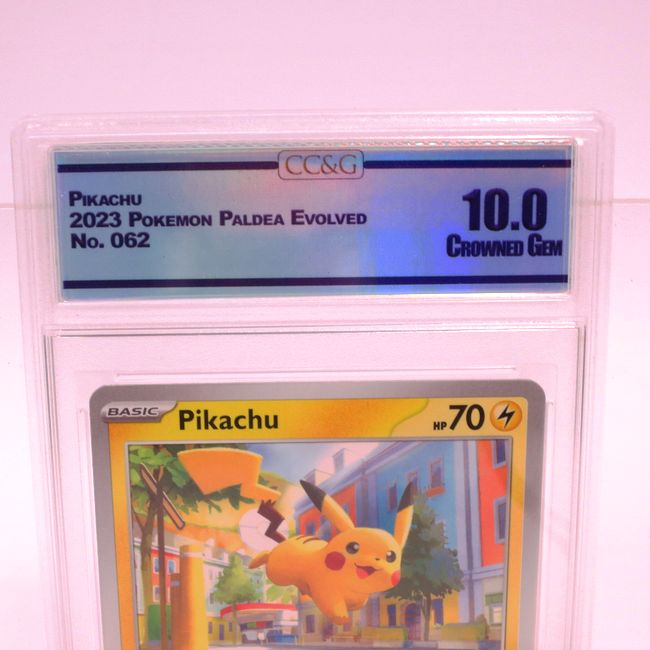 CC&G
PIKACHU
2023 POKEMON PALDEA EVOLVED
NO. 062
10.0
CROWNED GEM
BASIC
Pikachu
HP 70